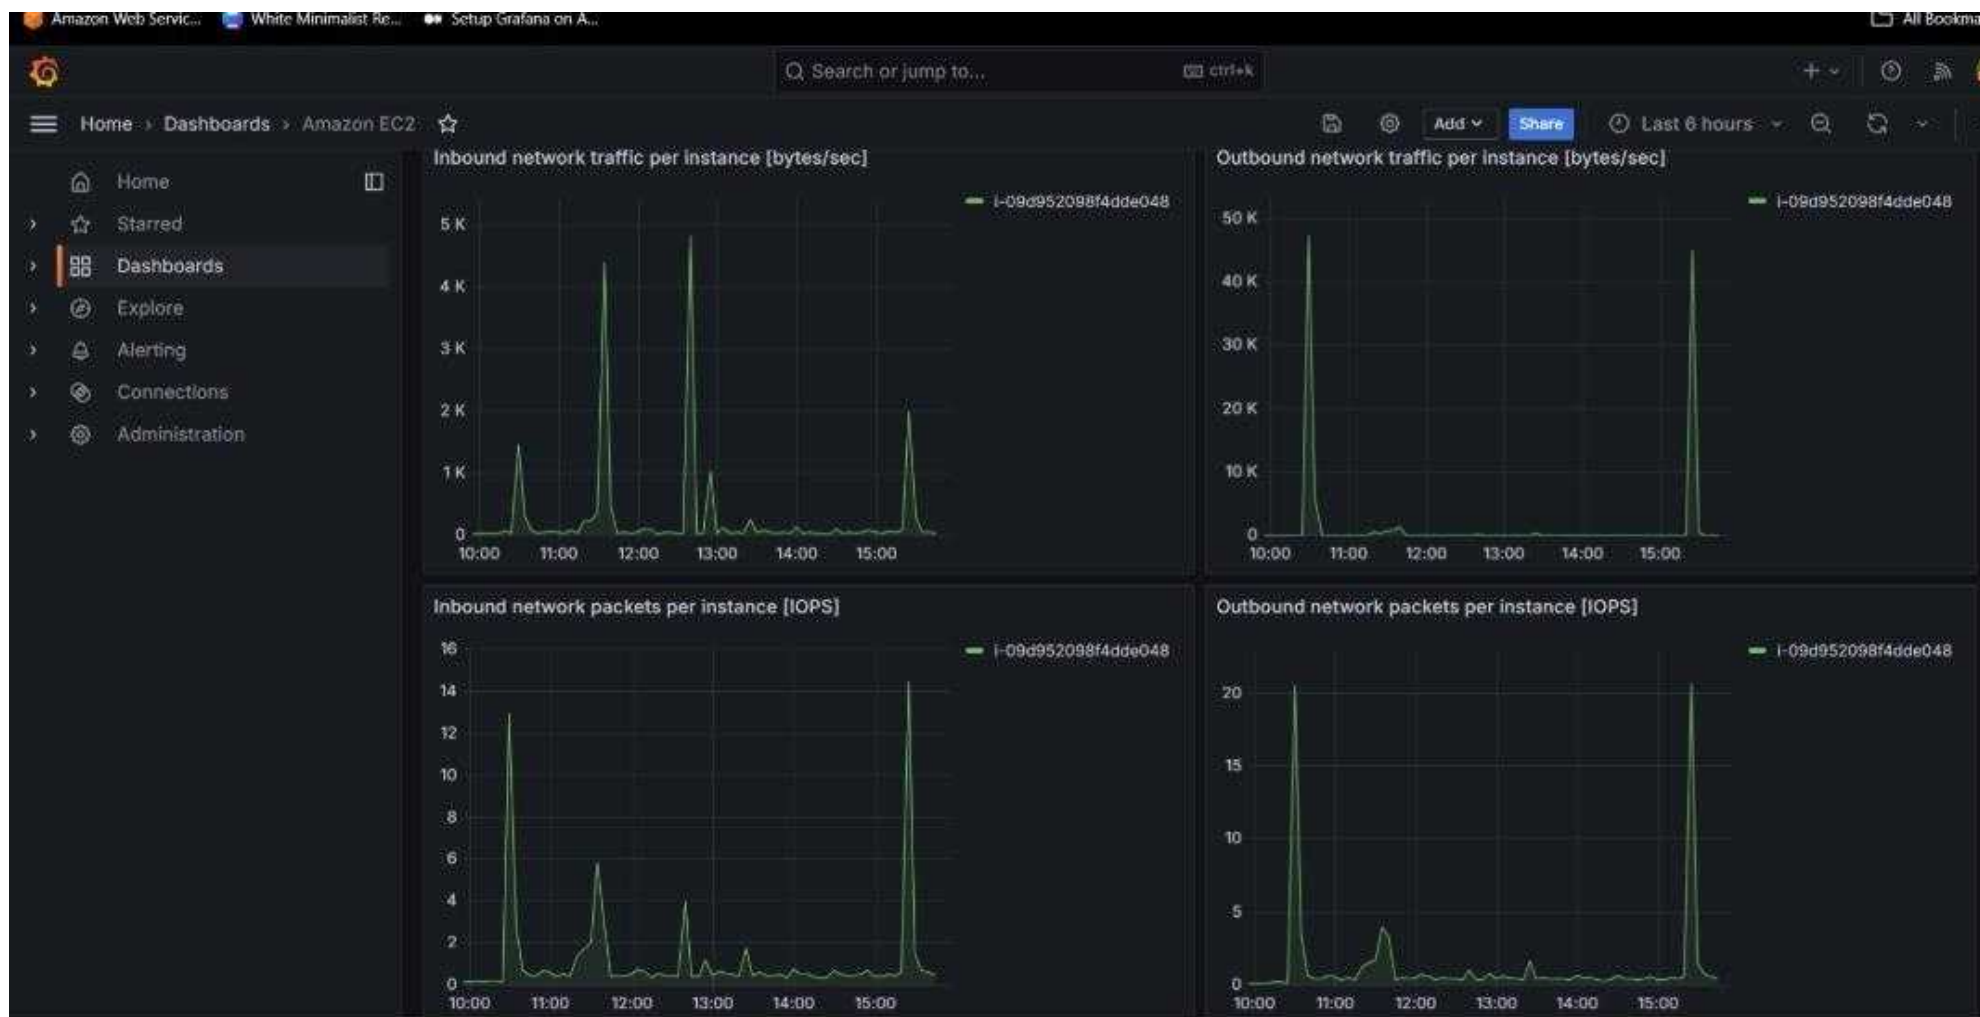 Amazon Web Servic... White Minimalist Re... Setup Grafana on A... All Bookma
Search or jump to... ctrl+k
Home › Dashboards › Amazon EC2 Add Share Last 6 hours
Home
Starred
Dashboards
Explore
Alerting
Connections
Administration
Inbound network traffic per instance [bytes/sec]
i-09d952098f4dde048
5 K
4 K
3 K
2 K
1 K
0
10:00 11:00 12:00 13:00 14:00 15:00
Outbound network traffic per instance [bytes/sec]
i-09d952098f4dde048
50 K
40 K
30 K
20 K
10 K
0
10:00 11:00 12:00 13:00 14:00 15:00
Inbound network packets per instance [IOPS]
i-09d952098f4dde048
16
14
12
10
8
6
4
2
0
10:00 11:00 12:00 13:00 14:00 15:00
Outbound network packets per instance [IOPS]
i-09d952098f4dde048
20
15
10
5
0
10:00 11:00 12:00 13:00 14:00 15:00